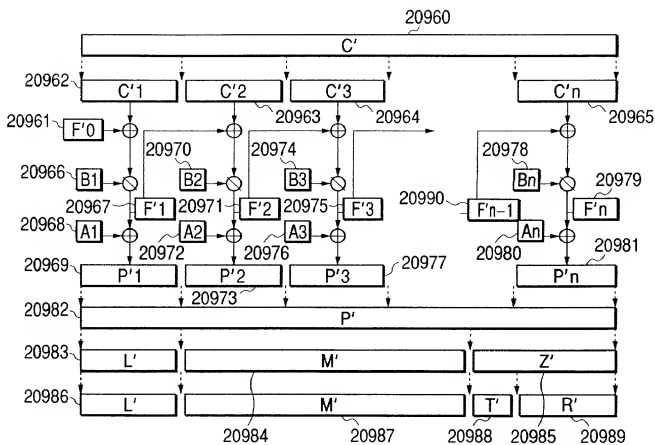 20960
C'
20962 C'1 C'2 C'3 C'n
20963 20964 20965
20961 F'0
20970 20974 20978
20966 B1 B2 B3 Bn 20979
20967 F'1 20971 F'2 20975 F'3 20990 F'n-1 F'n
20968 A1 A2 A3 An
20972 20976 20980 20981
20969 P'1 P'2 P'3 20977 P'n
20973
20982 P'
20983 L' M' Z'
20986 L' M' T' R'
20984 20987 20988 20985 20989